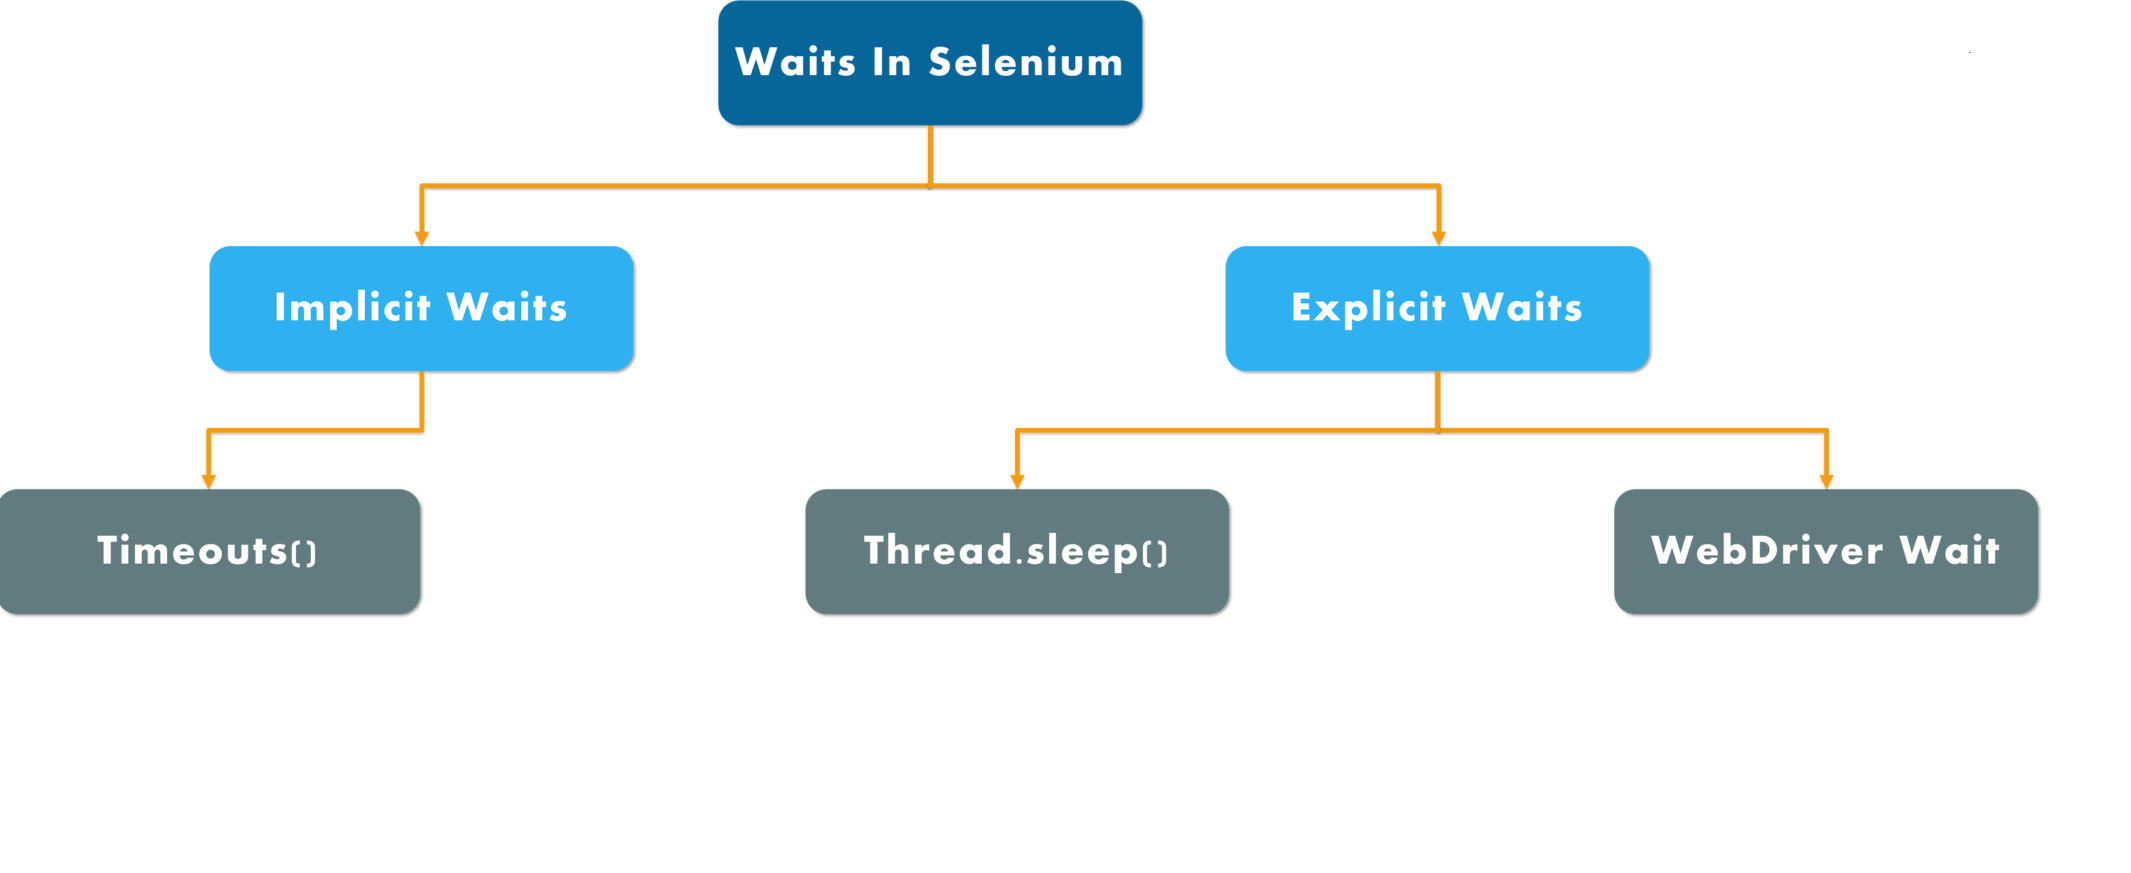 Waits In Selenium
Implicit Waits
Explicit Waits
Timeouts()
Thread.sleep()
WebDriver Wait